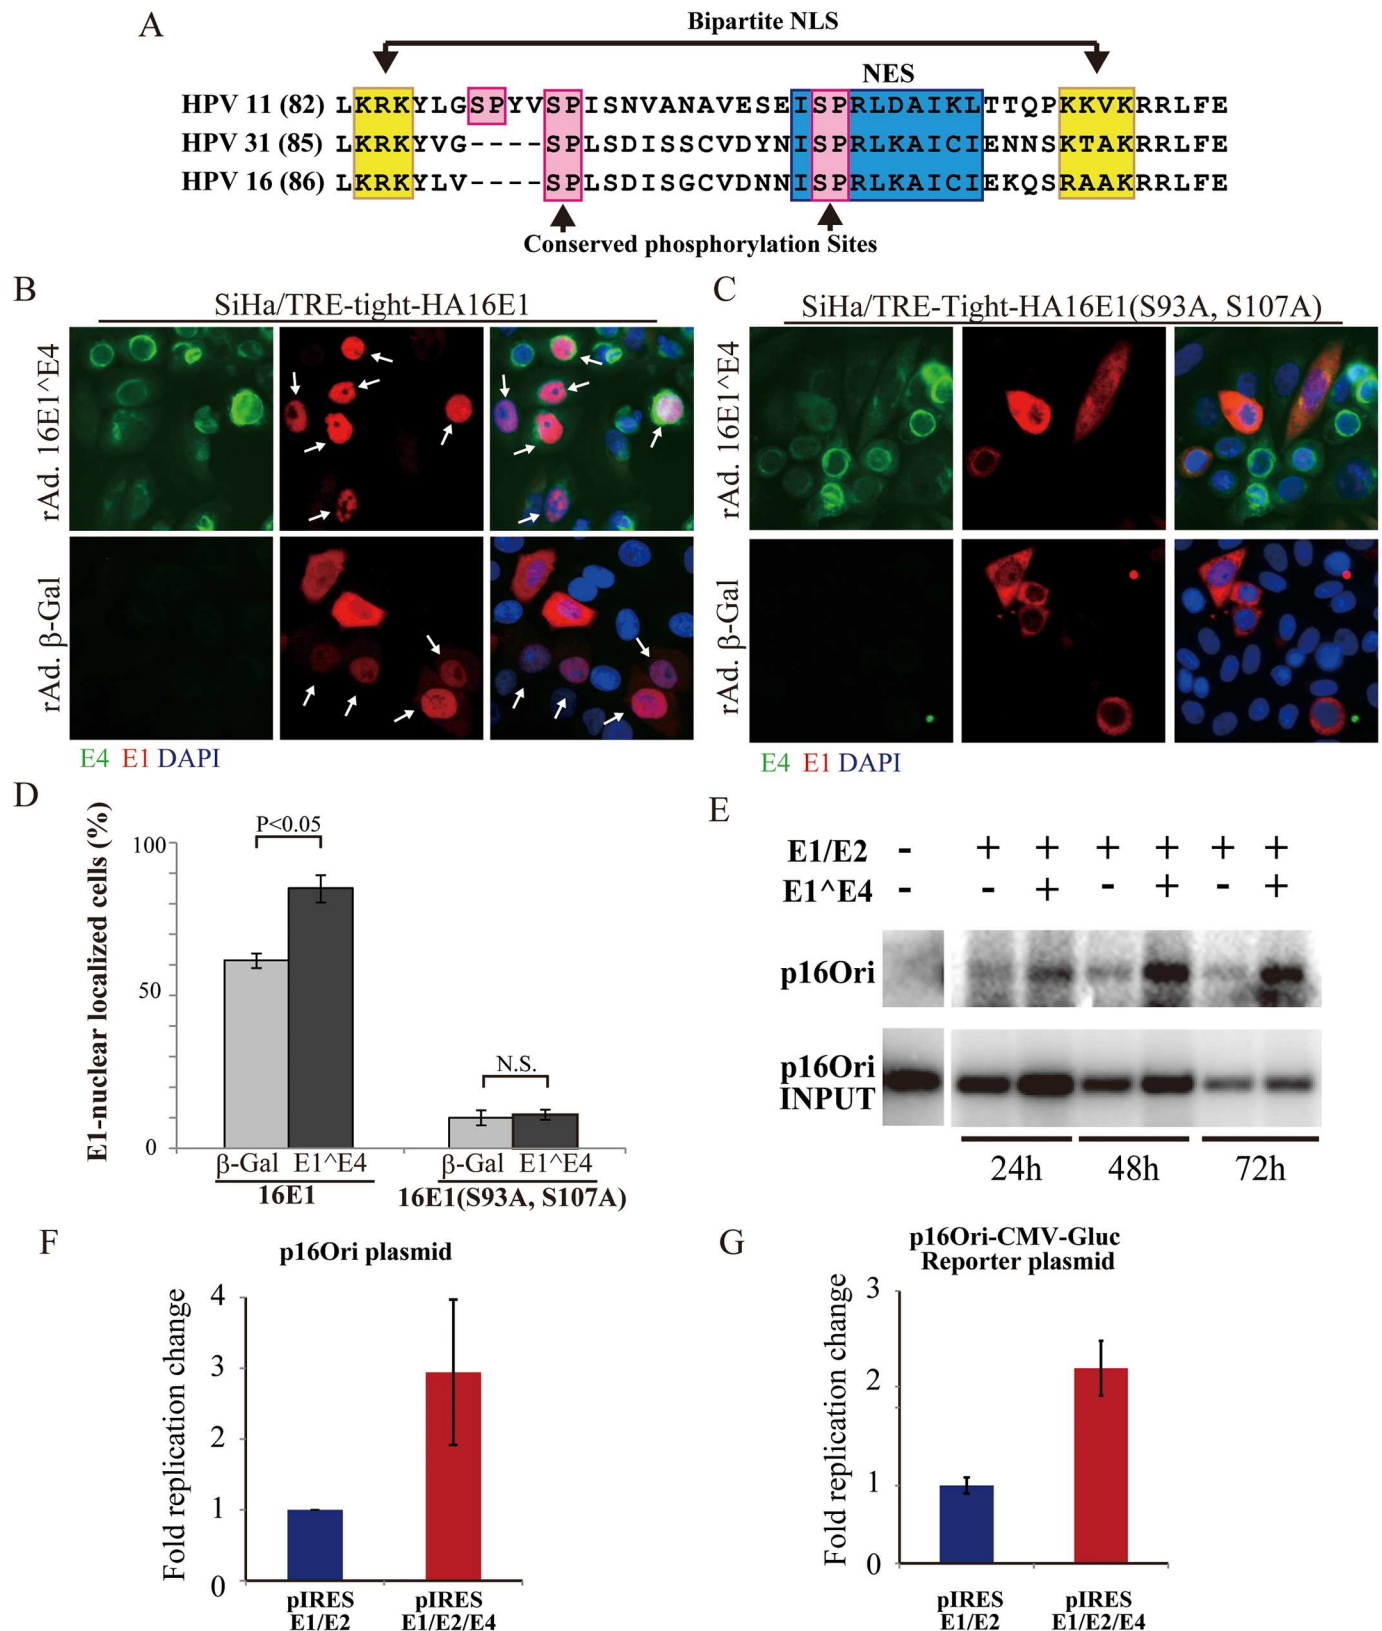 A
Bipartite NLS
NES
HPV 11 (82) LKRKYLGSPYVSPISNVANAVESEISPRLDAIKLTTQPKKVKRRLFE
HPV 31 (85) LKRKYVG----SPLSDISSCVDYNISPRLKAICIENNSKTAKRRLFE
HPV 16 (86) LKRKYLV----SPLSDISGCVDNNISPRLKAICIEKQSRAAKRRLFE
Conserved phosphorylation Sites
B
SiHa/TRE-tight-HA16E1
rAd. 16E1^E4
rAd. β-Gal
E4 E1 DAPI
C
SiHa/TRE-Tight-HA16E1(S93A, S107A)
rAd. 16E1^E4
rAd. β-Gal
E4 E1 DAPI
D
E1-nuclear localized cells (%)
100
50
0
P<0.05
N.S.
β-Gal E1^E4
16E1
β-Gal E1^E4
16E1(S93A, S107A)
E
E1/E2 - + + + + + +
E1^E4 - - + - + - +
p16Ori
p16Ori
INPUT
24h 48h 72h
F
p16Ori plasmid
Fold replication change
4
3
2
1
0
pIRES
E1/E2
pIRES
E1/E2/E4
G
p16Ori-CMV-Gluc
Reporter plasmid
Fold replication change
3
2
1
0
pIRES
E1/E2
pIRES
E1/E2/E4